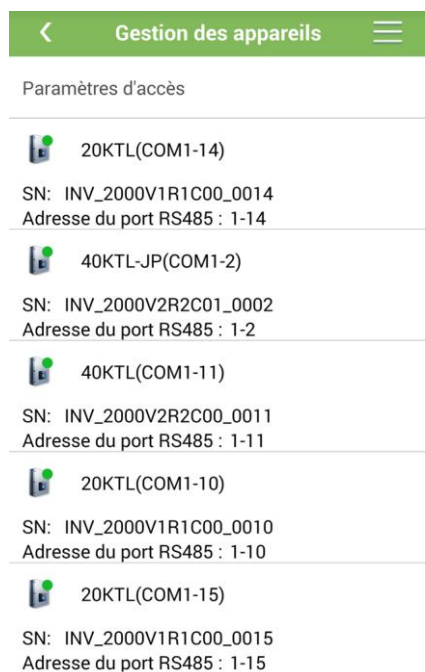 Gestion des appareils
Paramètres d'accès
20KTL(COM1-14)
SN: INV_2000V1R1C00_0014
Adresse du port RS485 : 1-14
40KTL-JP(COM1-2)
SN: INV_2000V2R2C01_0002
Adresse du port RS485 : 1-2
40KTL(COM1-11)
SN: INV_2000V2R2C00_0011
Adresse du port RS485 : 1-11
20KTL(COM1-10)
SN: INV_2000V1R1C00_0010
Adresse du port RS485 : 1-10
20KTL(COM1-15)
SN: INV_2000V1R1C00_0015
Adresse du port RS485 : 1-15